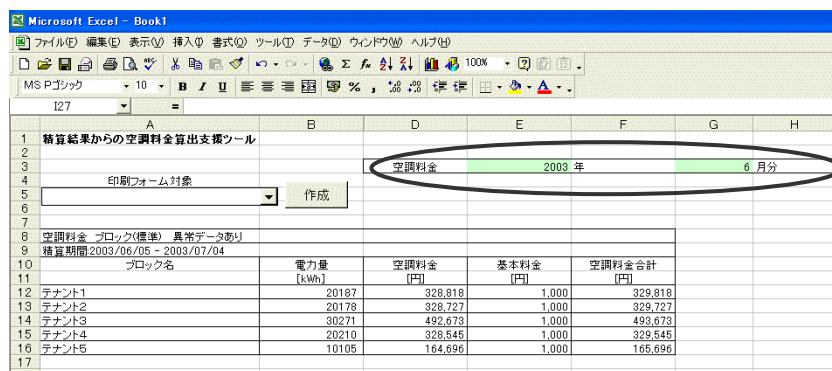 Microsoft Excel - Book1
ファイル(F) 編集(E) 表示(V) 挿入(I) 書式(O) ツール(T) データ(D) ウィンドウ(W) ヘルプ(H)
100%
MS Pゴシック 10 B I U
I27 =
A B D E F G H
1 精算結果からの空調料金算出支援ツール
2
3 空調料金 2003 年 6 月分
4 印刷フォーム対象
5 作成
6
7
8 空調料金 ブロック(標準) 異常データあり
9 精算期間:2003/06/05 - 2003/07/04
10 ブロック名 電力量 空調料金 基本料金 空調料金合計
11 [kWh] [円] [円] [円]
12 テナント1 20187 328,818 1,000 329,818
13 テナント2 20178 328,727 1,000 329,727
14 テナント3 30271 492,673 1,000 493,673
15 テナント4 20210 328,545 1,000 329,545
16 テナント5 10105 164,696 1,000 165,696
17